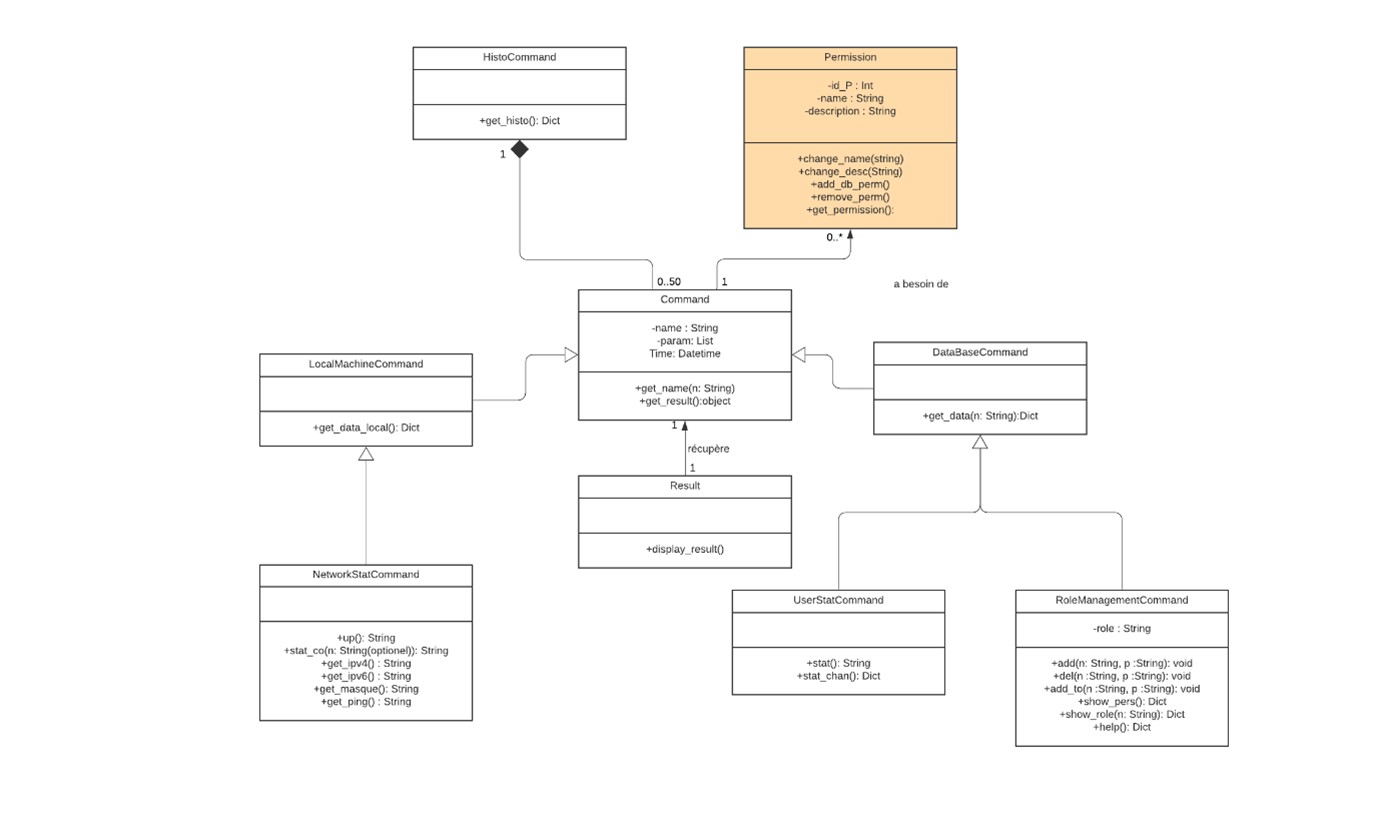 HistoCommand
+get_histo(): Dict
1
Permission
-id_P : Int
-name : String
-description : String
+change_name(string)
+change_desc(String)
+add_db_perm()
+remove_perm()
+get_permission():
0..*
0..50
1
a besoin de
Command
-name : String
-param: List
Time: Datetime
+get_name(n: String)
+get_result():object
LocalMachineCommand
+get_data_local(): Dict
DataBaseCommand
+get_data(n: String):Dict
1
récupère
1
Result
+display_result()
NetworkStatCommand
+up(): String
+stat_co(n: String(optionel)): String
+get_ipv4() : String
+get_ipv6() : String
+get_masque(): String
+get_ping() : String
UserStatCommand
+stat(): String
+stat_chan(): Dict
RoleManagementCommand
-role : String
+add(n: String, p :String): void
+del(n :String, p :String): void
+add_to(n :String, p :String): void
+show_pers(): Dict
+show_role(n: String): Dict
+help(): Dict